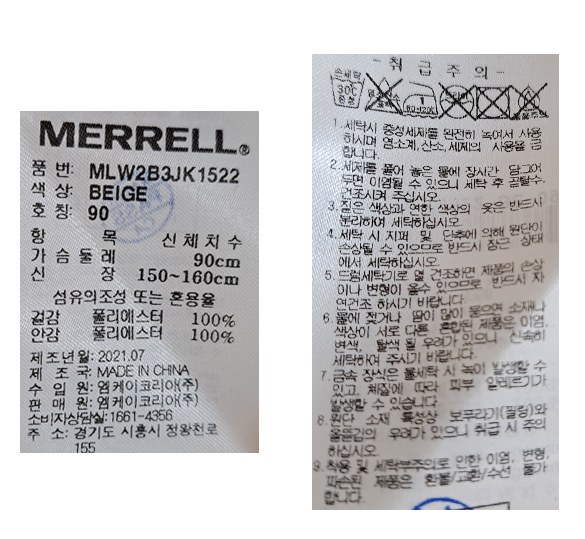 MERRELL®
품 번: MLW2B3JK1522
색 상: BEIGE
호 칭: 90
항 목 신체치수
가슴둘레 90cm
신 장 150~160cm
섬유의조성 또는 혼용율
겉감 폴리에스터 100%
안감 폴리에스터 100%
제조년월: 2021.07
제 조 국: MADE IN CHINA
수 입 원: 엠케이코리아(주)
판 매 원: 엠케이코리아(주)
소비자상담실:1661-4356
주 소: 경기도 시흥시 정왕천로
155
- 취 급 주 의 -
손세탁
30℃
중성
1. 세탁시 중성세제를 완전히 녹여서 사용
하시며 염소계,산소,세제의 사용을 금
합니다.
2. 세제를 풀어 놓은 물에 장시간 담그어
두면 이염될 수 있으니 세탁 후 곧탈수,
건조시켜 주십시오.
3. 짙은 색상과 연한 색상의 옷은 반드시
분리하여 세탁하십시오.
4. 세탁 시 지퍼 및 단추에 의해 원단이
손상될 수 있으므로 반드시 잠근 상태
에서 세탁하십시오.
5. 드럼세탁기로 열 건조하면 제품의 손상
이나 변형이 올수 있으므로 반드시 자
연건조 하시기 바랍니다.
6. 물에 젖거나 땀이 많이 묻으면 소재나
색상이 서로 다른 혼합된 제품은 이염,
변색, 탈색 될 우려가 있으니 신속히
세탁하여 주시기 바랍니다.
7. 금속 장식은 물세탁 시 녹이 발생할 수
있고, 체질에 따라 피부 알레르기가
발생할 수 있습니다.
8. 원단 소재 특성상 보푸라기(필링)와
올뜯김의 우려가 있으니 취급 시 주의
하십시오.
9. 착용 및 세탁부주의로 인한 이염, 변형,
파손된 제품은 환불/교환/수선 불가
합니다.